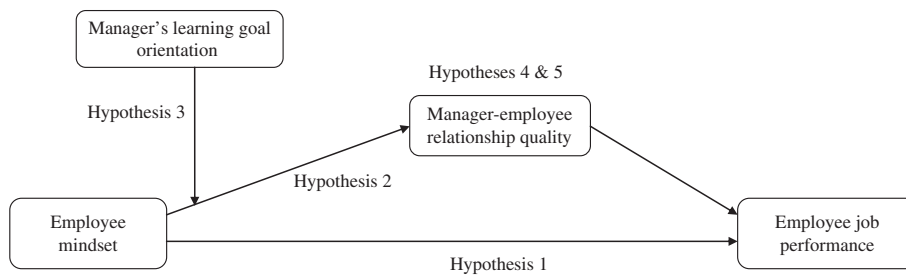 Manager's learning goal
orientation
Hypotheses 4 & 5
Hypothesis 3
Manager-employee
relationship quality
Hypothesis 2
Employee
mindset
Employee job
performance
Hypothesis 1